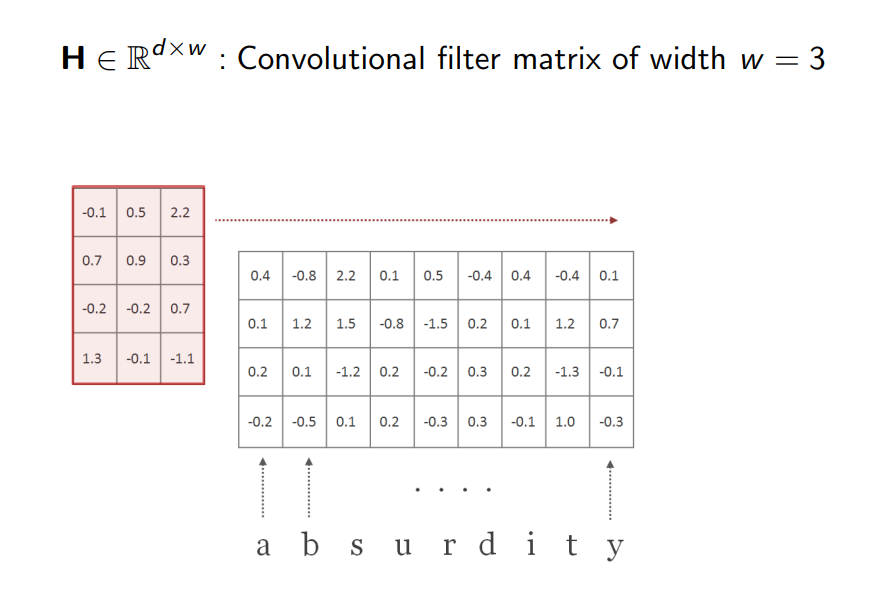 H ∈ ℝ^{d×w} : Convolutional filter matrix of width w = 3
-0.1 0.5 2.2
0.7 0.9 0.3
-0.2 -0.2 0.7
1.3 -0.1 -1.1
0.4 -0.8 2.2 0.1 0.5 -0.4 0.4 -0.4 0.1
0.1 1.2 1.5 -0.8 -1.5 0.2 0.1 1.2 0.7
0.2 0.1 -1.2 0.2 -0.2 0.3 0.2 -1.3 -0.1
-0.2 -0.5 0.1 0.2 -0.3 0.3 -0.1 1.0 -0.3
. . . .
a b s u r d i t y